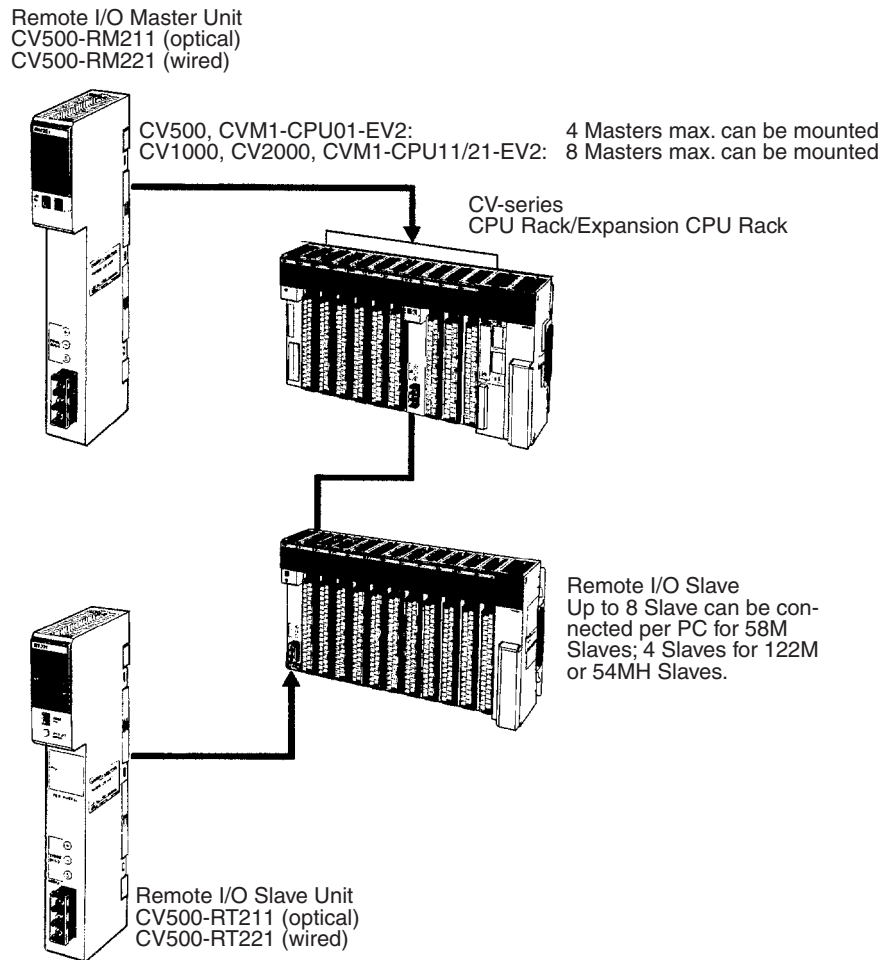 Remote I/O Master Unit
CV500-RM211 (optical)
CV500-RM221 (wired)
CV500, CVM1-CPU01-EV2: 4 Masters max. can be mounted
CV1000, CV2000, CVM1-CPU11/21-EV2: 8 Masters max. can be mounted
CV-series
CPU Rack/Expansion CPU Rack
Remote I/O Slave
Up to 8 Slave can be con-
nected per PC for 58M
Slaves; 4 Slaves for 122M
or 54MH Slaves.
Remote I/O Slave Unit
CV500-RT211 (optical)
CV500-RT221 (wired)